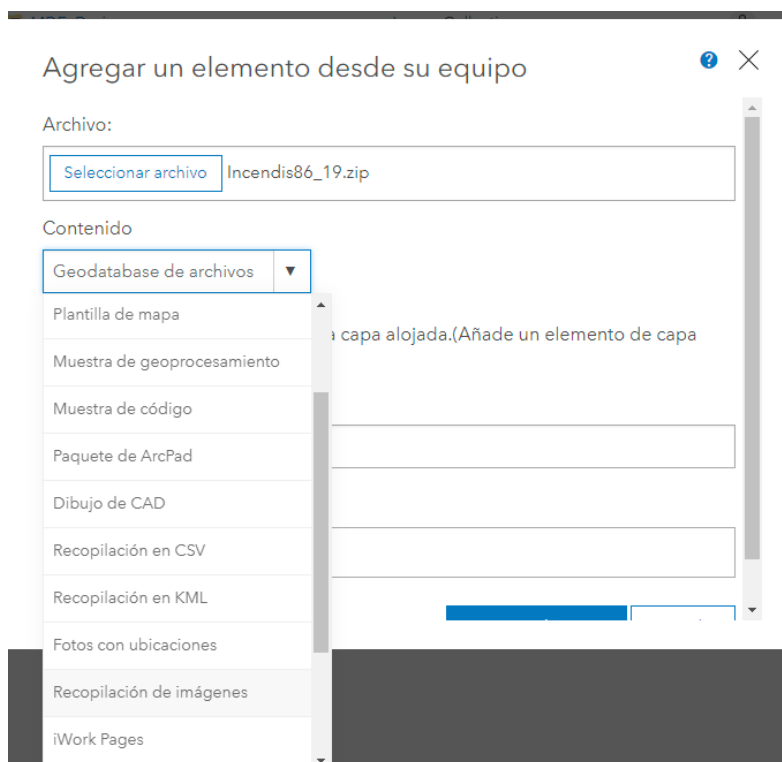 Agregar un elemento desde su equipo
Archivo:
Seleccionar archivo Incendis86_19.zip
Contenido
Geodatabase de archivos
Plantilla de mapa
capa alojada.(Añade un elemento de capa
Muestra de geoprocesamiento
Muestra de código
Paquete de ArcPad
Dibujo de CAD
Recopilación en CSV
Recopilación en KML
Fotos con ubicaciones
Recopilación de imágenes
iWork Pages